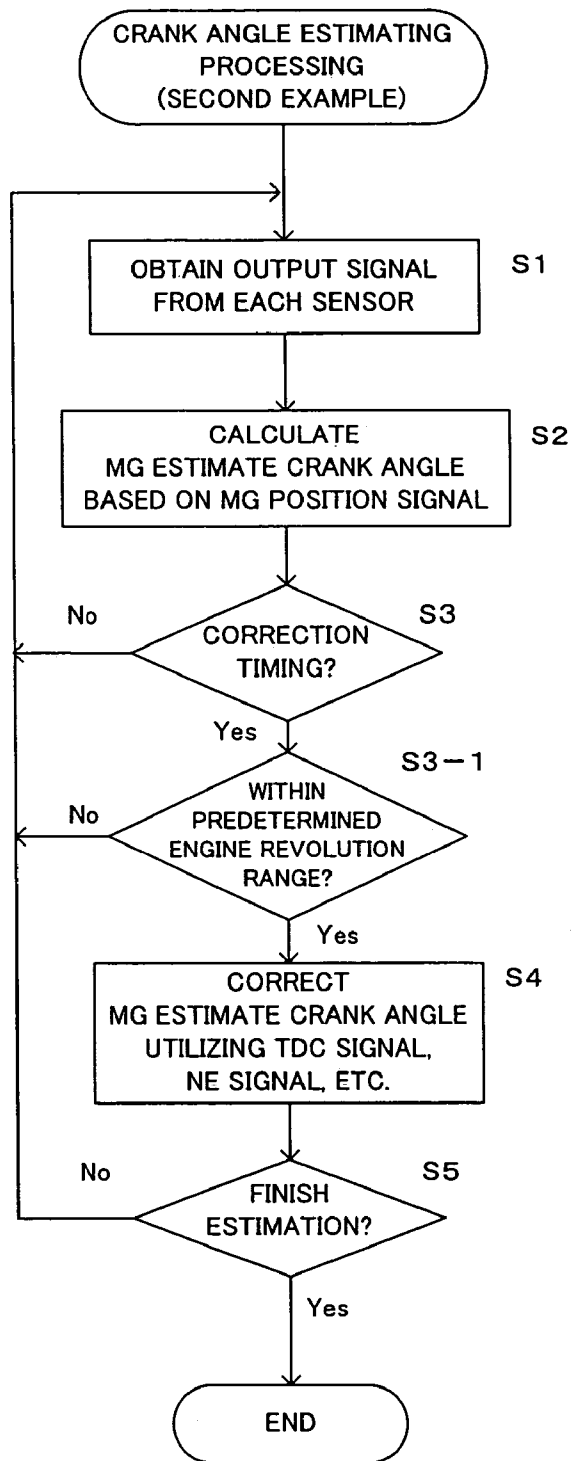 CRANK ANGLE ESTIMATING
PROCESSING
(SECOND EXAMPLE)
OBTAIN OUTPUT SIGNAL
FROM EACH SENSOR
S1
CALCULATE
MG ESTIMATE CRANK ANGLE
BASED ON MG POSITION SIGNAL
S2
No
CORRECTION
TIMING?
S3
Yes
S3-1
No
WITHIN
PREDETERMINED
ENGINE REVOLUTION
RANGE?
Yes
CORRECT
MG ESTIMATE CRANK ANGLE
UTILIZING TDC SIGNAL,
NE SIGNAL, ETC.
S4
No
FINISH
ESTIMATION?
S5
Yes
END